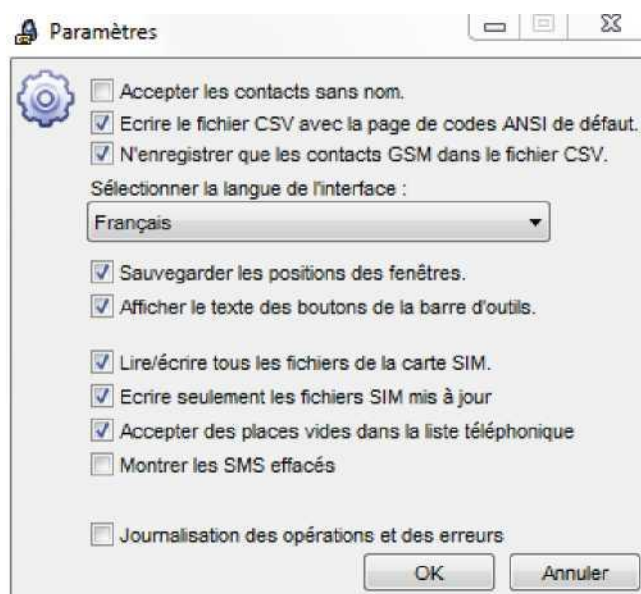 Paramètres
Accepter les contacts sans nom.
Ecrire le fichier CSV avec la page de codes ANSI de défaut.
N'enregistrer que les contacts GSM dans le fichier CSV.
Sélectionner la langue de l'interface :
Français
Sauvegarder les positions des fenêtres.
Afficher le texte des boutons de la barre d'outils.
Lire/écrire tous les fichiers de la carte SIM.
Ecrire seulement les fichiers SIM mis à jour
Accepter des places vides dans la liste téléphonique
Montrer les SMS effacés
Journalisation des opérations et des erreurs
OK Annuler